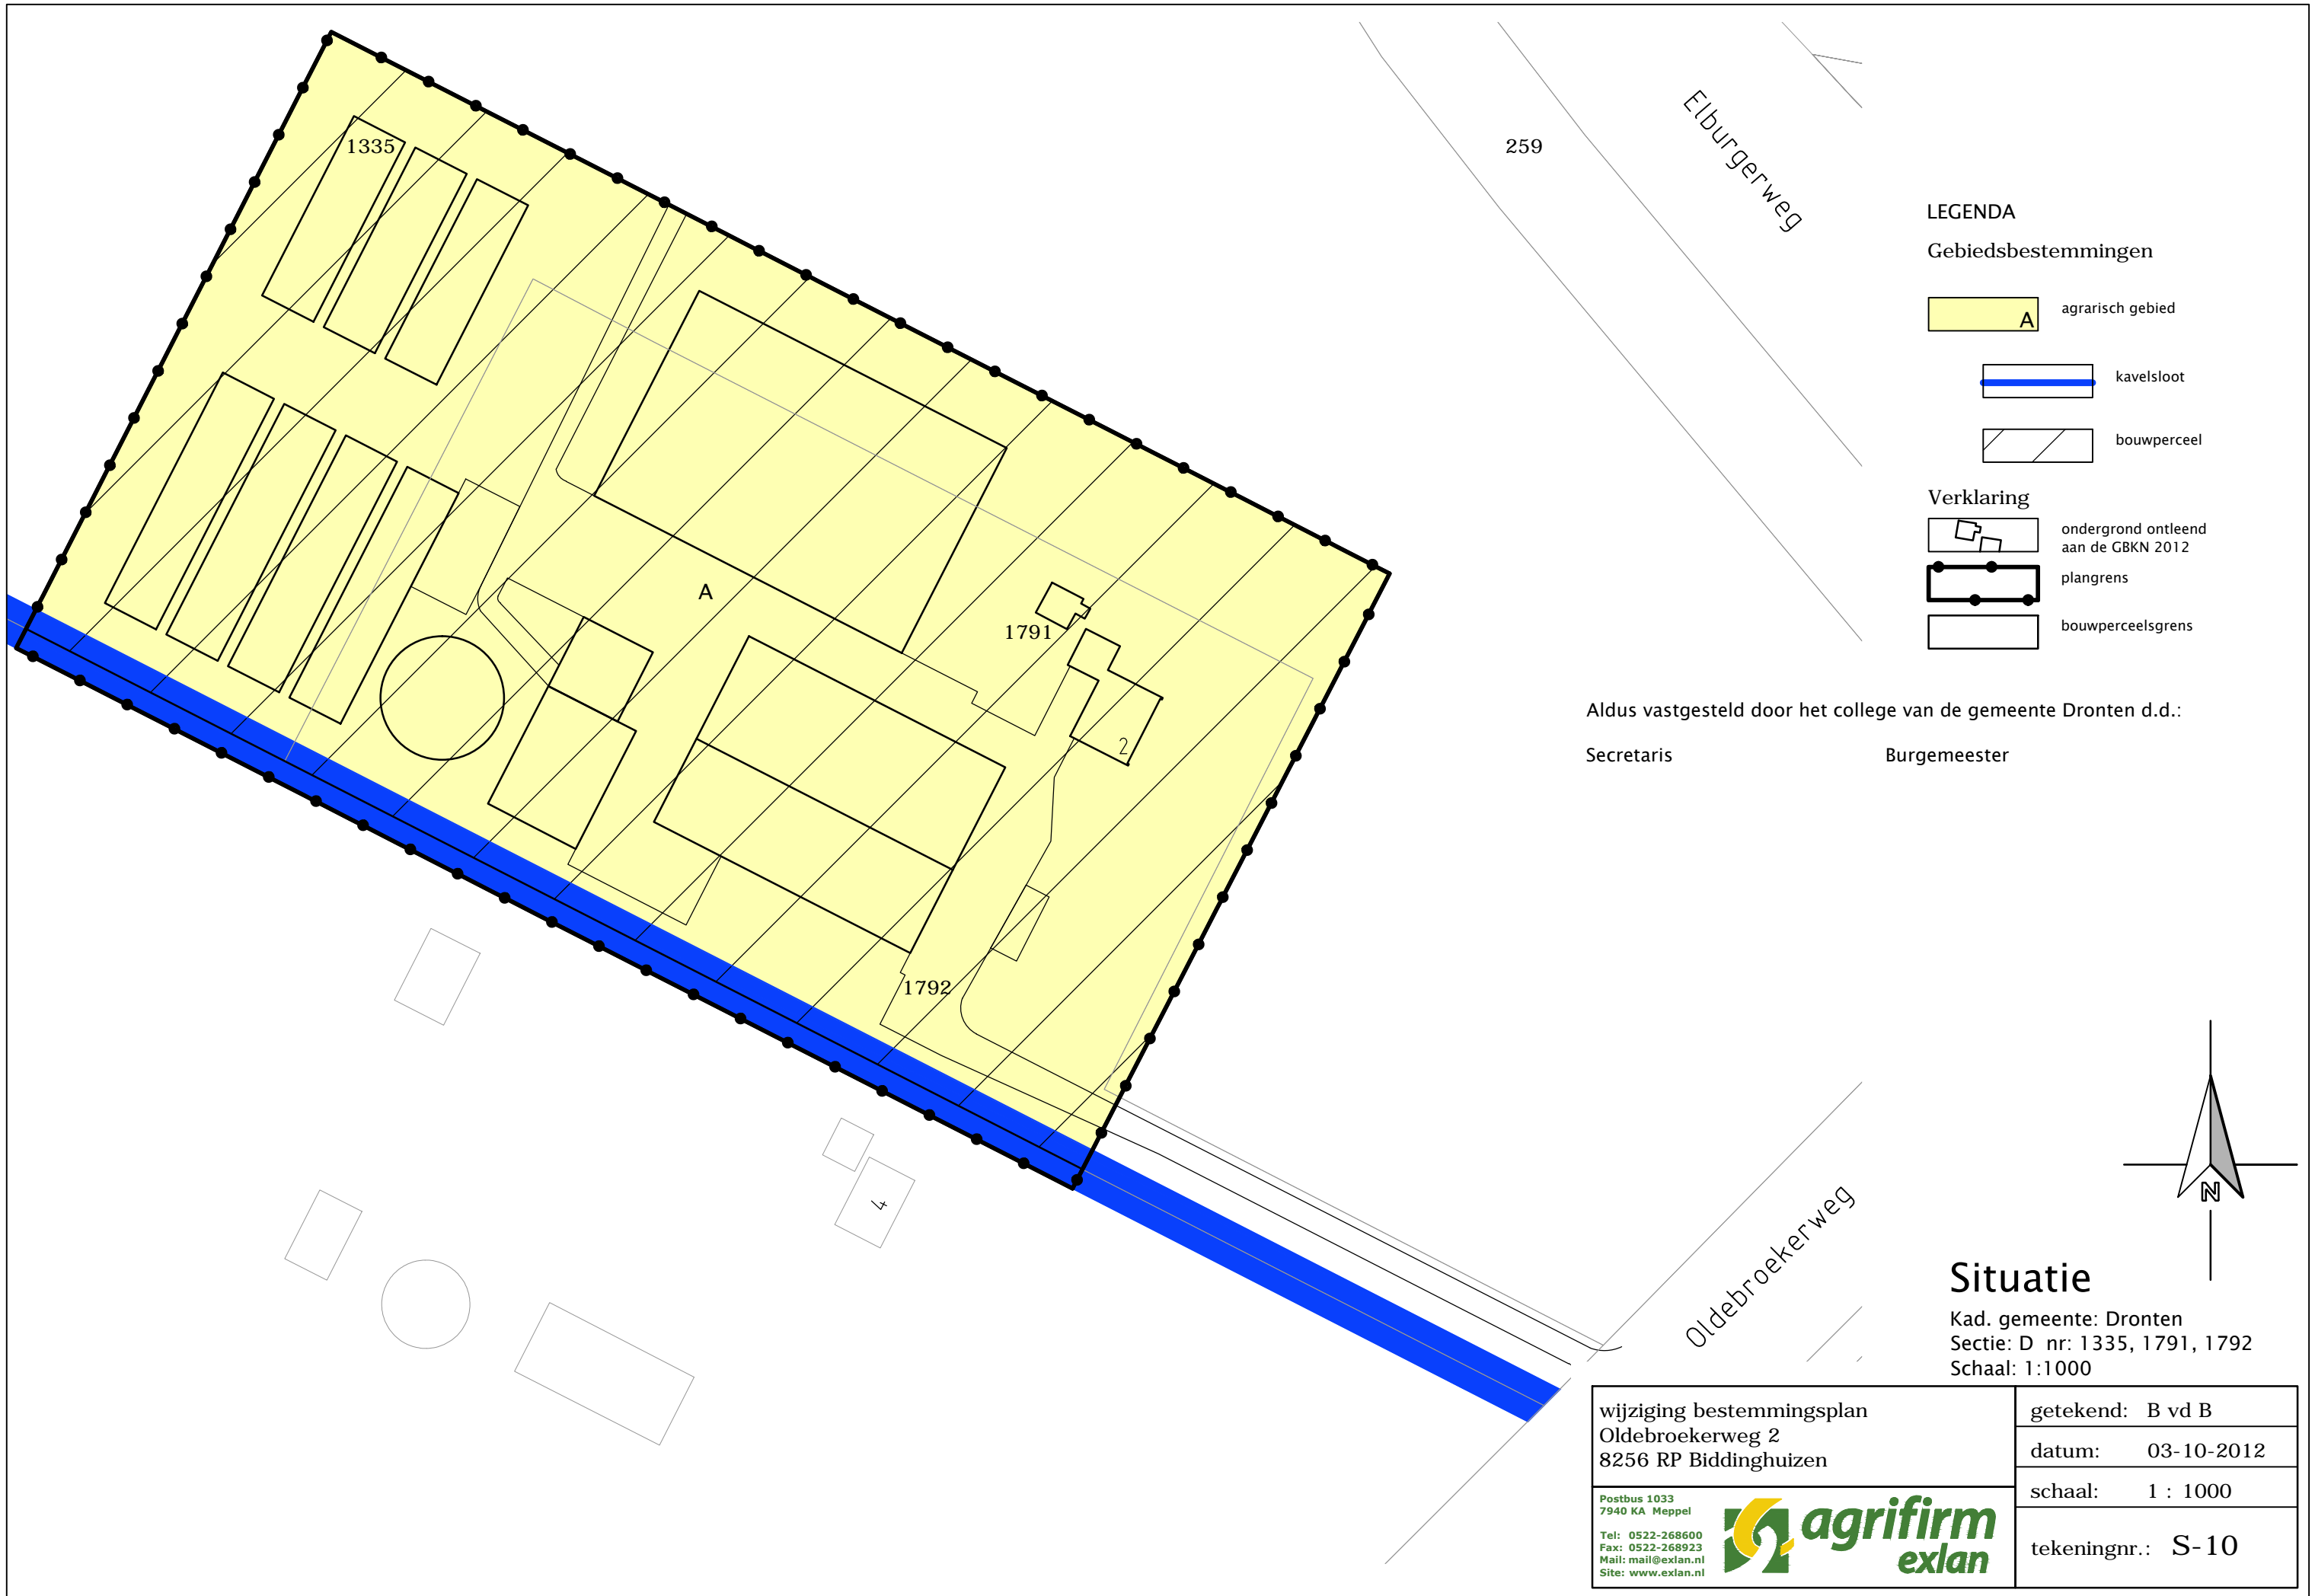 1335
259
Elburgerweg
A
1791
2
1792
4
Oldebroekerweg
LEGENDA
Gebiedsbestemmingen
A
agrarisch gebied
kavelsloot
bouwperceel
Verklaring
ondergrond ontleend
aan de GBKN 2012
plangrens
bouwperceelsgrens
Aldus vastgesteld door het college van de gemeente Dronten d.d.:
Secretaris Burgemeester
N
Situatie
Kad. gemeente: Dronten
Sectie: D nr: 1335, 1791, 1792
Schaal: 1:1000
wijziging bestemmingsplan
Oldebroekerweg 2
8256 RP Biddinghuizen
getekend: B vd B
datum: 03-10-2012
schaal: 1 : 1000
tekeningnr.: S-10
Postbus 1033
7940 KA Meppel
Tel: 0522-268600
Fax: 0522-268923
Mail: mail@exlan.nl
Site: www.exlan.nl
agrifirm
exlan